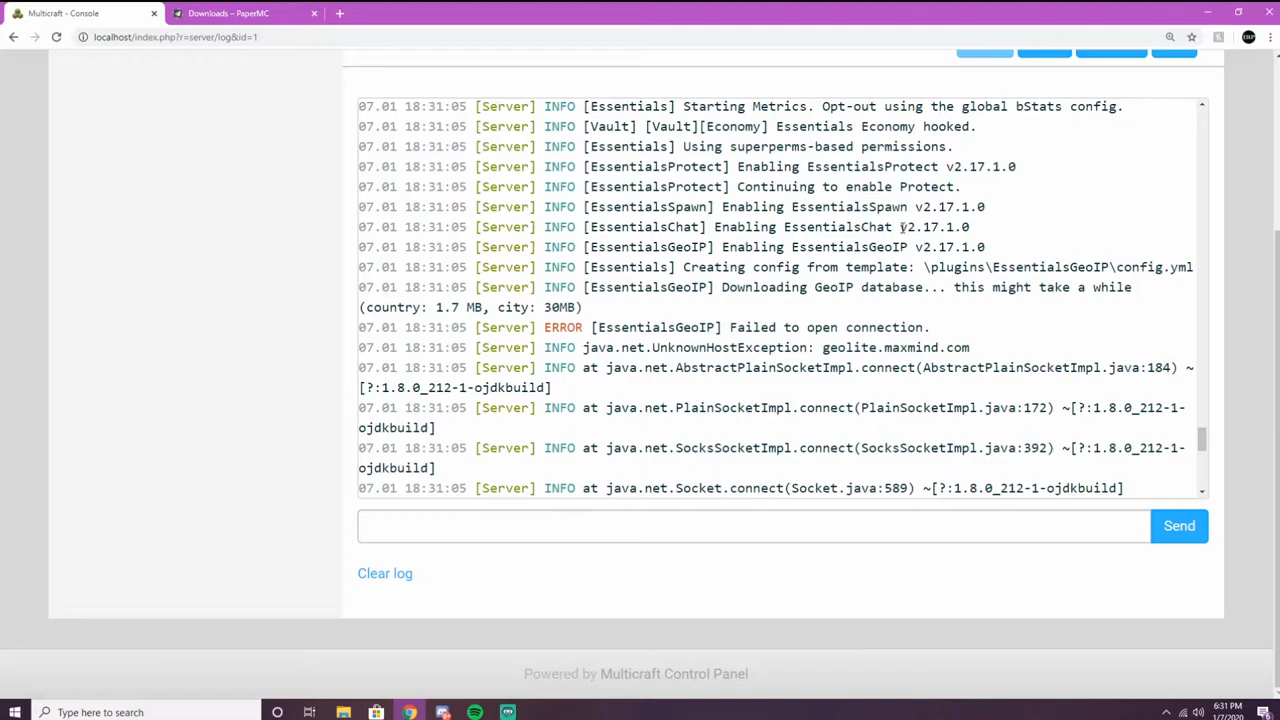 Multicraft - Console
Downloads – PaperMC
localhost/index.php?r=server/log&id=1
07.01 18:31:05 [Server] INFO [Essentials] Starting Metrics. Opt-out using the global bStats config.
07.01 18:31:05 [Server] INFO [Vault] [Vault][Economy] Essentials Economy hooked.
07.01 18:31:05 [Server] INFO [Essentials] Using superperms-based permissions.
07.01 18:31:05 [Server] INFO [EssentialsProtect] Enabling EssentialsProtect v2.17.1.0
07.01 18:31:05 [Server] INFO [EssentialsProtect] Continuing to enable Protect.
07.01 18:31:05 [Server] INFO [EssentialsSpawn] Enabling EssentialsSpawn v2.17.1.0
07.01 18:31:05 [Server] INFO [EssentialsChat] Enabling EssentialsChat v2.17.1.0
07.01 18:31:05 [Server] INFO [EssentialsGeoIP] Enabling EssentialsGeoIP v2.17.1.0
07.01 18:31:05 [Server] INFO [Essentials] Creating config from template: \plugins\EssentialsGeoIP\config.yml
07.01 18:31:05 [Server] INFO [EssentialsGeoIP] Downloading GeoIP database... this might take a while
(country: 1.7 MB, city: 30MB)
07.01 18:31:05 [Server] ERROR [EssentialsGeoIP] Failed to open connection.
07.01 18:31:05 [Server] INFO java.net.UnknownHostException: geolite.maxmind.com
07.01 18:31:05 [Server] INFO at java.net.AbstractPlainSocketImpl.connect(AbstractPlainSocketImpl.java:184) ~
[?:1.8.0_212-1-ojdkbuild]
07.01 18:31:05 [Server] INFO at java.net.PlainSocketImpl.connect(PlainSocketImpl.java:172) ~[?:1.8.0_212-1-
ojdkbuild]
07.01 18:31:05 [Server] INFO at java.net.SocksSocketImpl.connect(SocksSocketImpl.java:392) ~[?:1.8.0_212-1-
ojdkbuild]
07.01 18:31:05 [Server] INFO at java.net.Socket.connect(Socket.java:589) ~[?:1.8.0_212-1-ojdkbuild]
Send
Clear log
Powered by Multicraft Control Panel
Type here to search
6:31 PM
1/7/2020